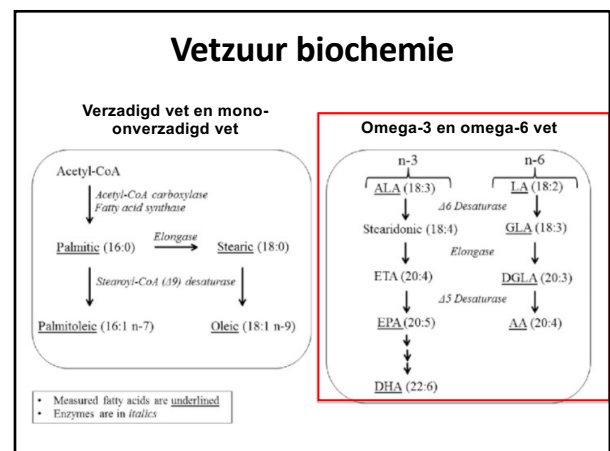 Vetzuur biochemie
Verzadigd vet en mono-
onverzadigd vet
Acetyl-CoA
Acetyl-CoA carboxylase
Fatty acid synthase
Elongase
Palmitic (16:0)
Stearic (18:0)
Stearoyl-CoA (Δ9) desaturase
Palmitoleic (16:1 n-7)
Oleic (18:1 n-9)
• Measured fatty acids are underlined
• Enzymes are in italics
Omega-3 en omega-6 vet
n-3
n-6
ALA (18:3)
LA (18:2)
Δ6 Desaturase
Stearidonic (18:4)
GLA (18:3)
Elongase
ETA (20:4)
DGLA (20:3)
Δ5 Desaturase
EPA (20:5)
AA (20:4)
DHA (22:6)